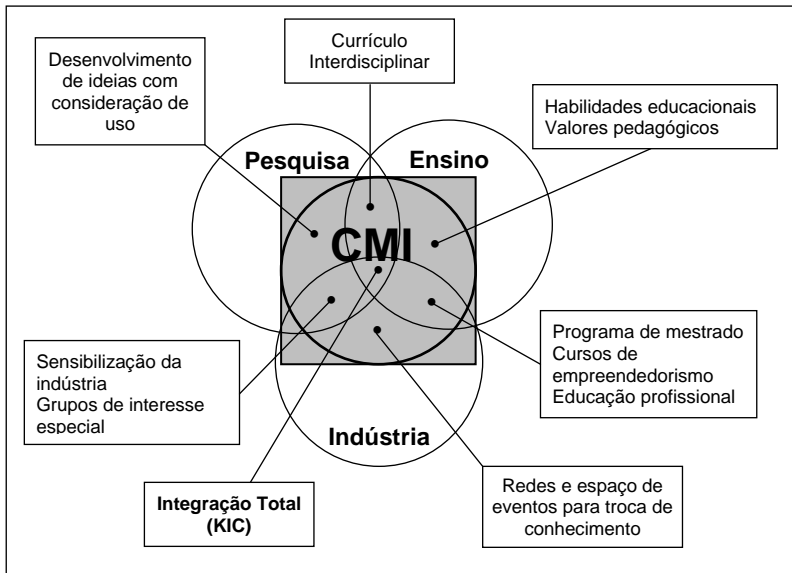 Desenvolvimento
de ideias com
consideração de
uso
Currículo
Interdisciplinar
Habilidades educacionais
Valores pedagógicos
Pesquisa
Ensino
CMI
Sensibilização da
indústria
Grupos de interesse
especial
Programa de mestrado
Cursos de
empreendedorismo
Educação profissional
Indústria
Integração Total
(KIC)
Redes e espaço de
eventos para troca de
conhecimento